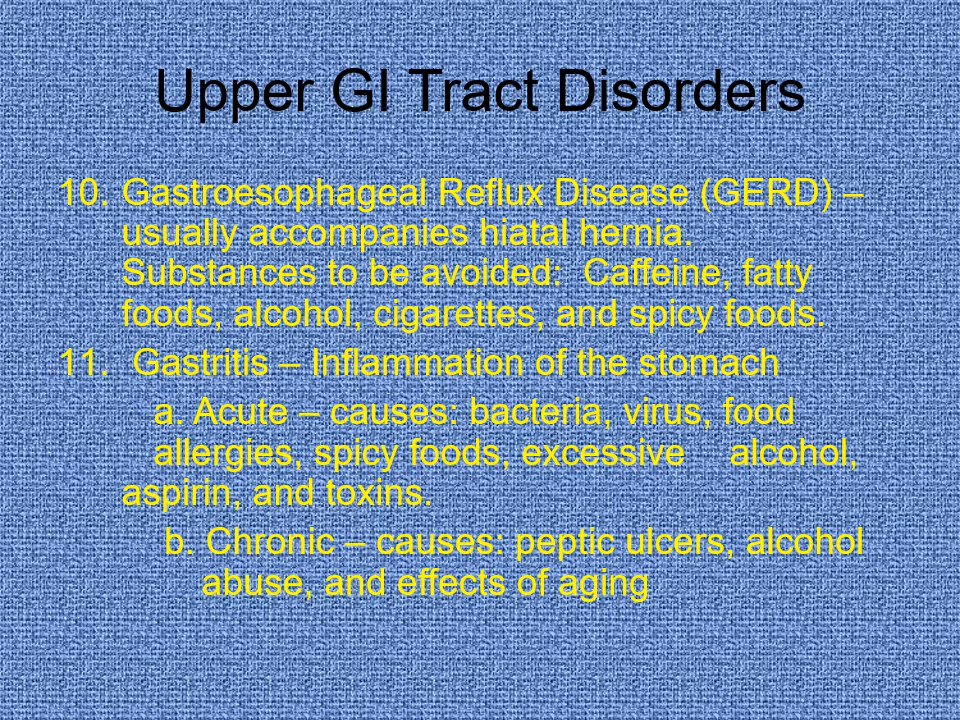 Upper GI Tract Disorders
10. Gastroesophageal Reflux Disease (GERD) –
usually accompanies hiatal hernia.
Substances to be avoided:  Caffeine, fatty
foods, alcohol, cigarettes, and spicy foods.
11.  Gastritis – Inflammation of the stomach
a. Acute – causes: bacteria, virus, food
allergies, spicy foods, excessive    alcohol,
aspirin, and toxins.
b. Chronic – causes: peptic ulcers, alcohol
abuse, and effects of aging